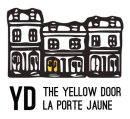 YD
THE YELLOW DOOR
LA PORTE JAUNE